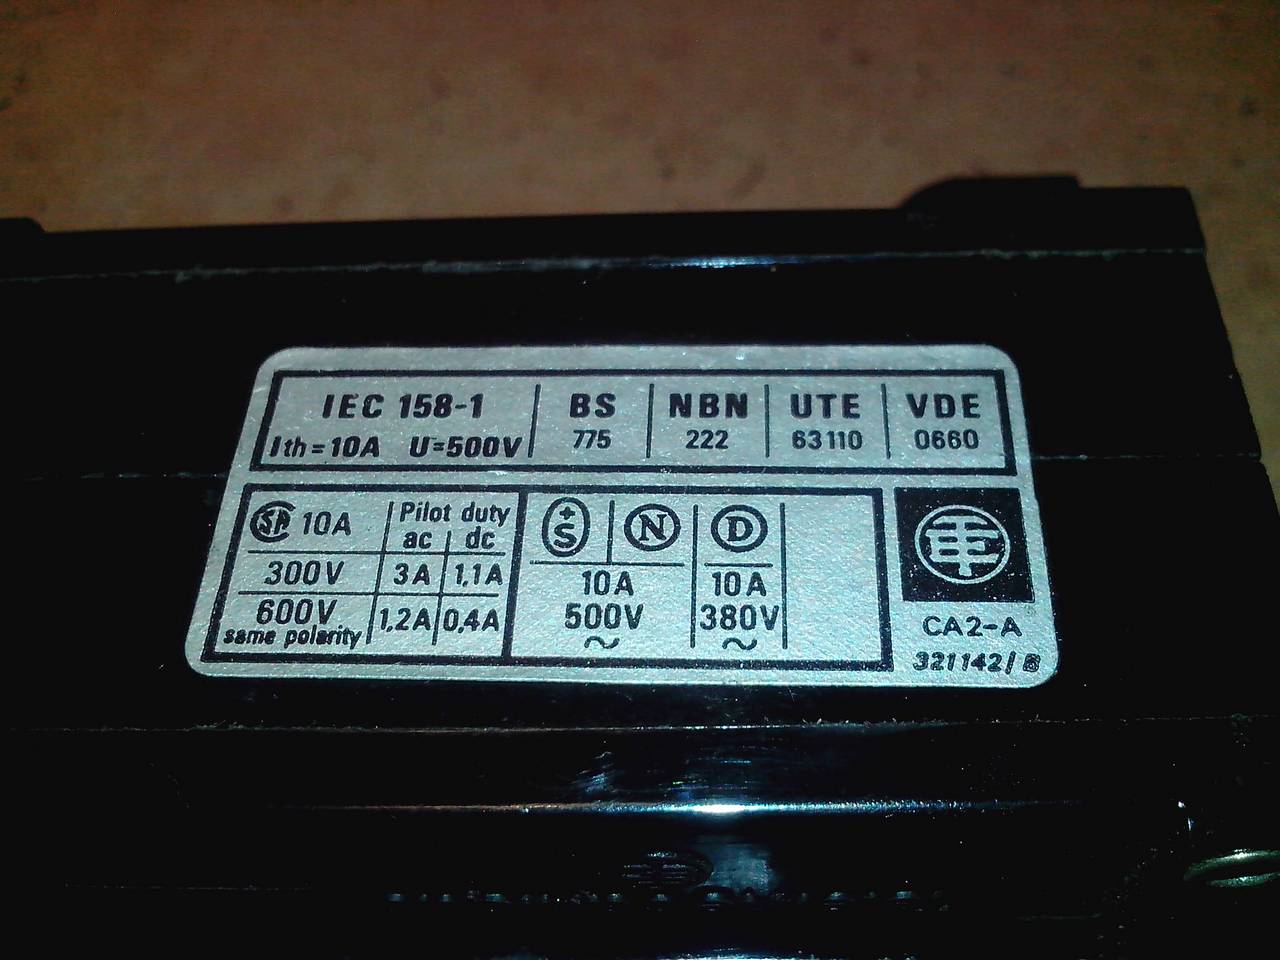 IEC 158-1
Ith=10A U=500V
BS
775
NBN
222
UTE
63110
VDE
0660
SA 10A
Pilot duty
ac dc
300V 3A 1,1A
600V 1,2A 0,4A
same polarity
+S N D
10A 10A
500V 380V
~ ~
CA2-A
321142/B